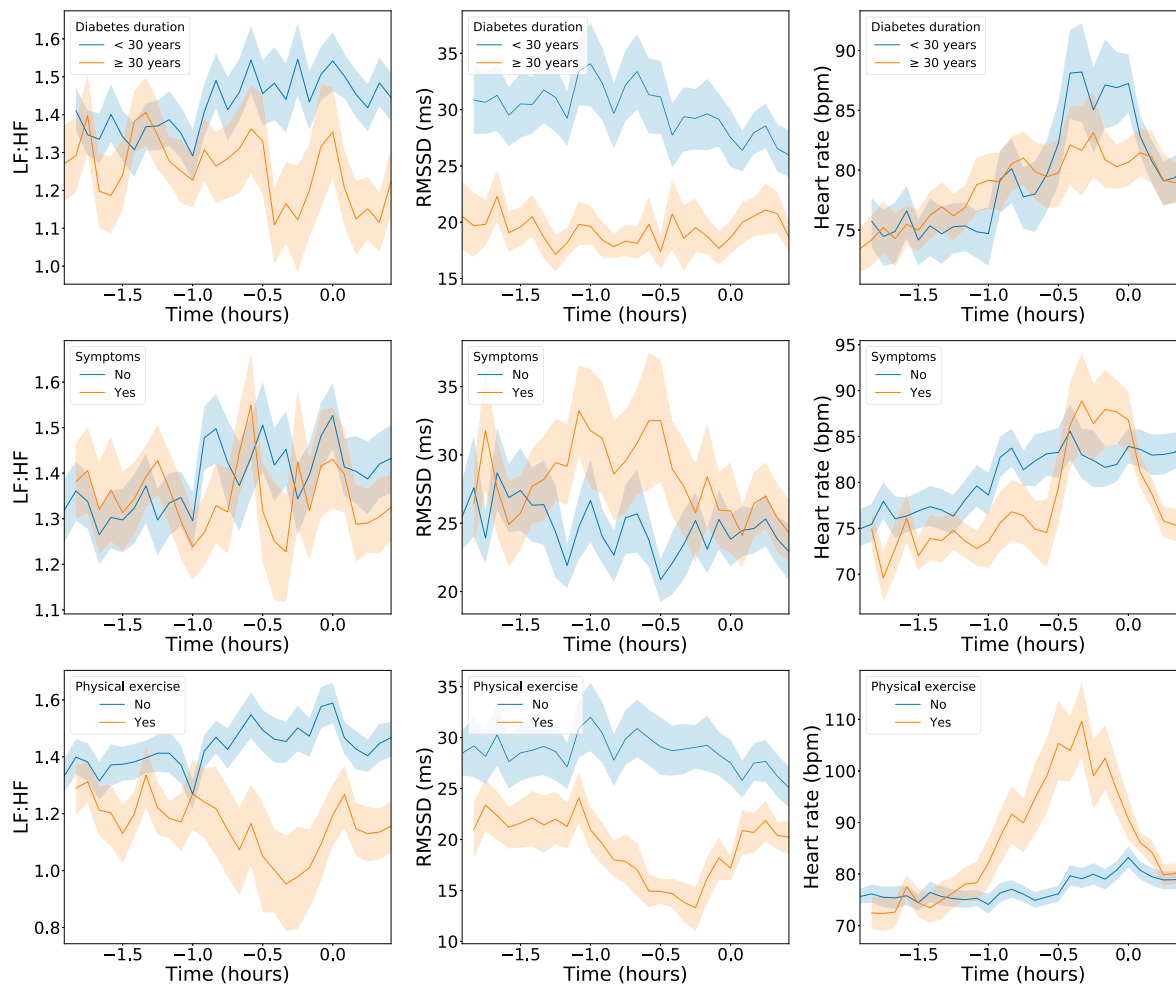 Diabetes duration
< 30 years
≥ 30 years
LF:HF
1.6
1.5
1.4
1.3
1.2
1.1
1.0
−1.5 −1.0 −0.5 0.0
Time (hours)
Diabetes duration
< 30 years
≥ 30 years
RMSSD (ms)
35
30
25
20
15
−1.5 −1.0 −0.5 0.0
Time (hours)
Diabetes duration
< 30 years
≥ 30 years
Heart rate (bpm)
90
85
80
75
−1.5 −1.0 −0.5 0.0
Time (hours)
Symptoms
No
Yes
LF:HF
1.6
1.5
1.4
1.3
1.2
1.1
−1.5 −1.0 −0.5 0.0
Time (hours)
Symptoms
No
Yes
RMSSD (ms)
35
30
25
20
−1.5 −1.0 −0.5 0.0
Time (hours)
Symptoms
No
Yes
Heart rate (bpm)
95
90
85
80
75
70
−1.5 −1.0 −0.5 0.0
Time (hours)
Physical exercise
No
Yes
LF:HF
1.6
1.4
1.2
1.0
0.8
−1.5 −1.0 −0.5 0.0
Time (hours)
Physical exercise
No
Yes
RMSSD (ms)
35
30
25
20
15
10
−1.5 −1.0 −0.5 0.0
Time (hours)
Physical exercise
No
Yes
Heart rate (bpm)
110
100
90
80
70
−1.5 −1.0 −0.5 0.0
Time (hours)